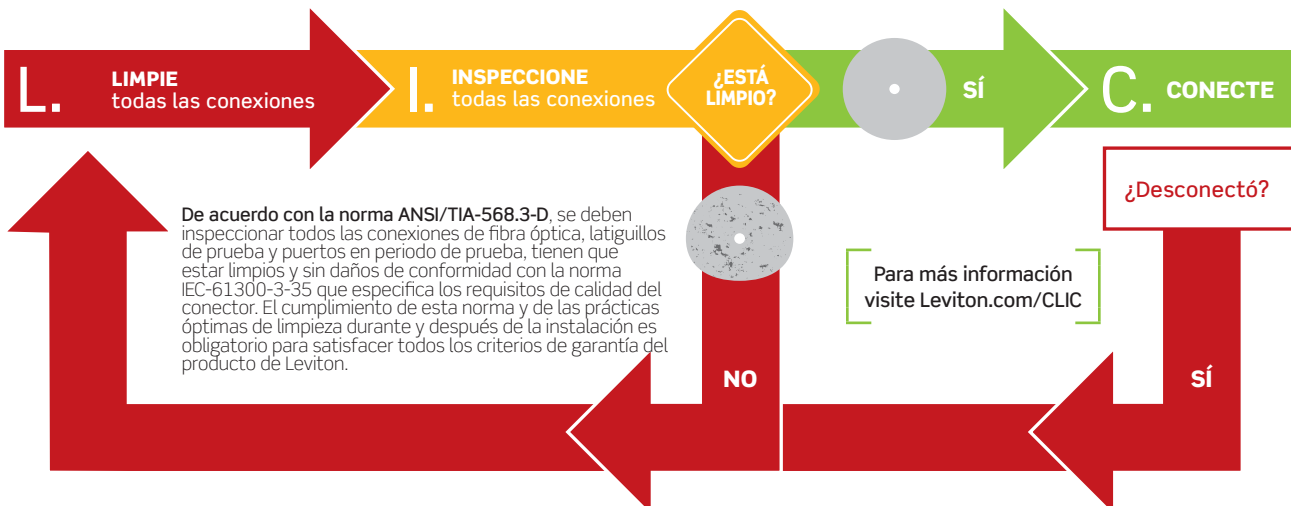 L.
LIMPIE
todas las conexiones
I.
INSPECCIONE
todas las conexiones
¿ESTÁ
LIMPIO?
SÍ
C. CONECTE
¿Desconectó?
De acuerdo con la norma ANSI/TIA-568.3-D, se deben
inspeccionar todos las conexiones de fibra óptica, latiguillos
de prueba y puertos en periodo de prueba, tienen que
estar limpios y sin daños de conformidad con la norma
IEC-61300-3-35 que especifica los requisitos de calidad del
conector. El cumplimiento de esta norma y de las prácticas
óptimas de limpieza durante y después de la instalación es
obligatorio para satisfacer todos los criterios de garantía del
producto de Leviton.
Para más información
visite Leviton.com/CLIC
NO
SÍ